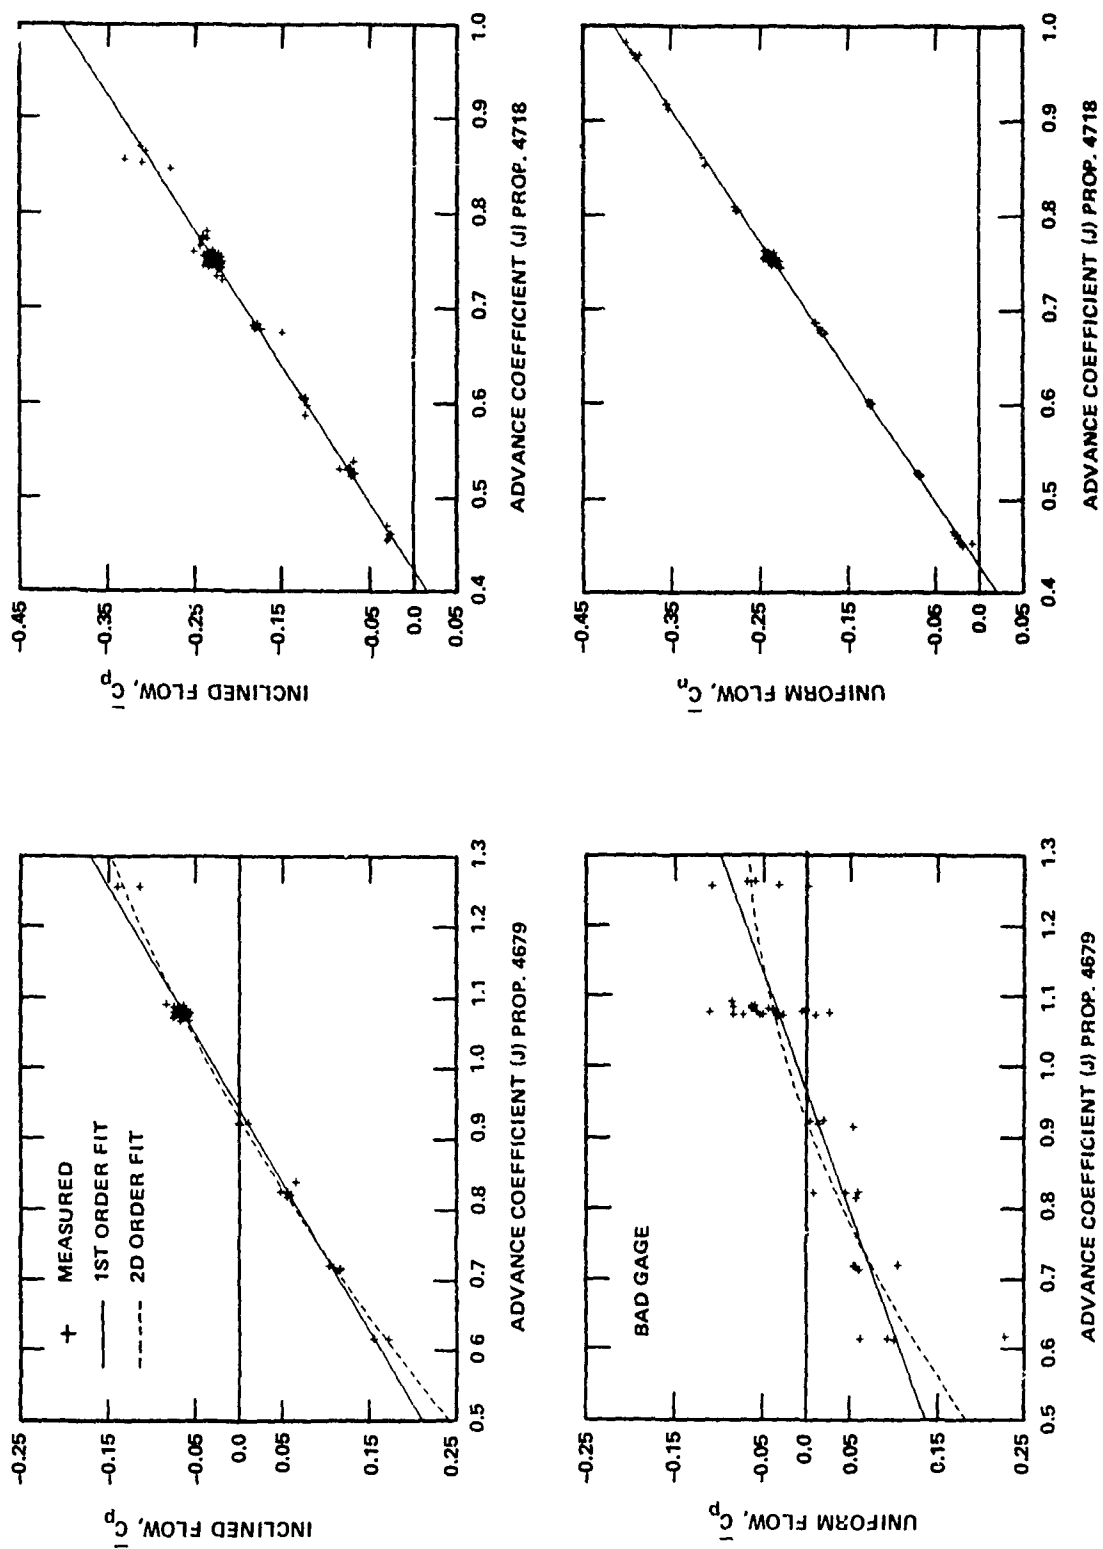 INCLINED FLOW, C̄p
−0.25
−0.15
−0.05
0.0
0.05
0.15
0.25
+ MEASURED
1ST ORDER FIT
2D ORDER FIT
0.5 0 6 0.7 0.8 0.9 1.0 1.1 1.2 1.3
ADVANCE COEFFICIENT (J) PROP. 4679
INCLINED FLOW, C̄p
−0.45
−0.35
−0.25
−0.15
−0.05
0.0
0.05
0.4 0.5 0.6 0.7 0.8 0.9 1.0
ADVANCE COEFFICIENT (J) PROP. 4718
UNIFORM FLOW, C̄p
−0.25
−0.15
−0.05
0.0
0.05
0.15
0.25
BAD GAGE
0.5 0.6 0.7 0.8 0.9 1.0 1.1 1.2 1.3
ADVANCE COEFFICIENT (J) PROP. 4679
UNIFORM FLOW, C̄n
−0.45
−0.35
−0.25
−0.15
−0.05
0.0
0.05
0.4 0.5 0.6 0.7 0.8 0.9 1.0
ADVANCE COEFFICIENT (J) PROP. 4718